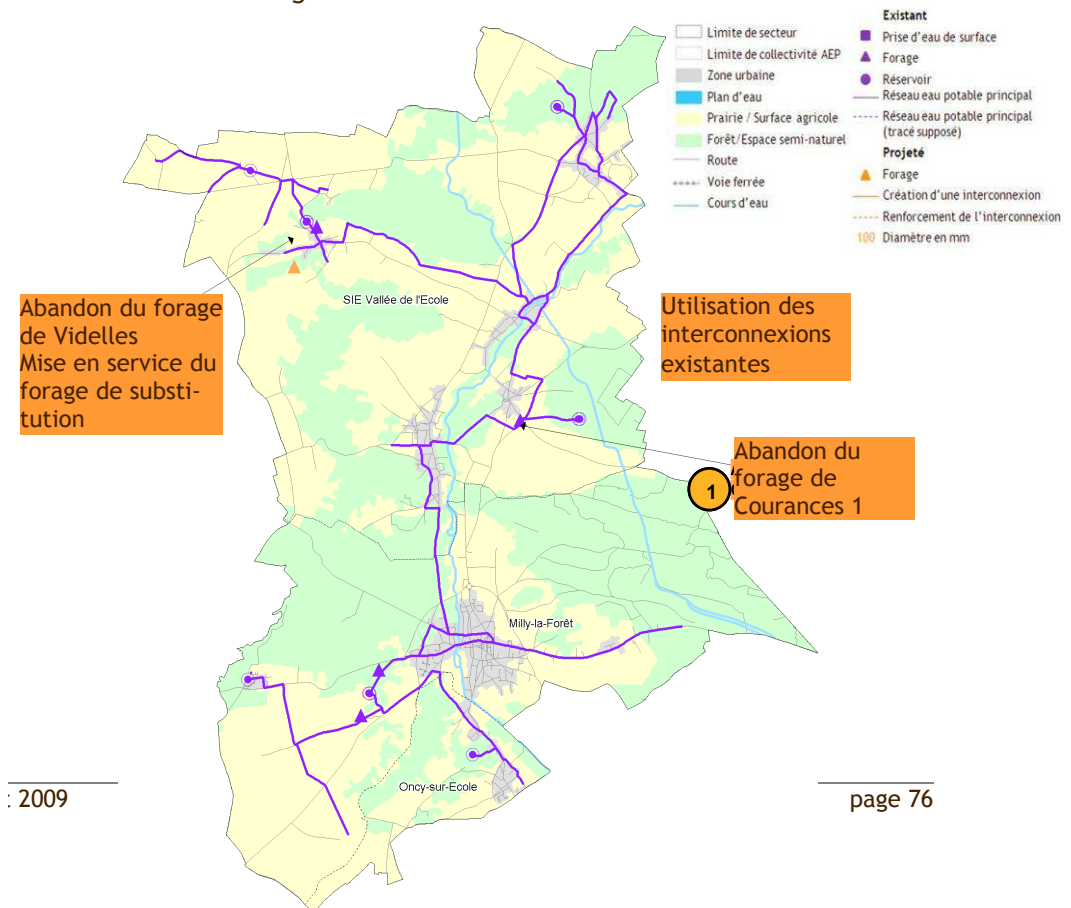 Limite de secteur
Limite de collectivité AEP
Zone urbaine
Plan d'eau
Prairie / Surface agricole
Forêt/Espace semi-naturel
Route
Voie ferrée
Cours d'eau
Existant
Prise d'eau de surface
Forage
Réservoir
Réseau eau potable principal
Réseau eau potable principal
(tracé supposé)
Projeté
Forage
Création d'une interconnexion
Renforcement de l'interconnexion
100 Diamètre en mm
SIE Vallée de l'Ecole
Abandon du forage
de Videlles
Mise en service du
forage de substi-
tution
Utilisation des
interconnexions
existantes
1
Abandon du
forage de
Courances 1
Milly-la-Forêt
Oncy-sur-Ecole
2009
page 76